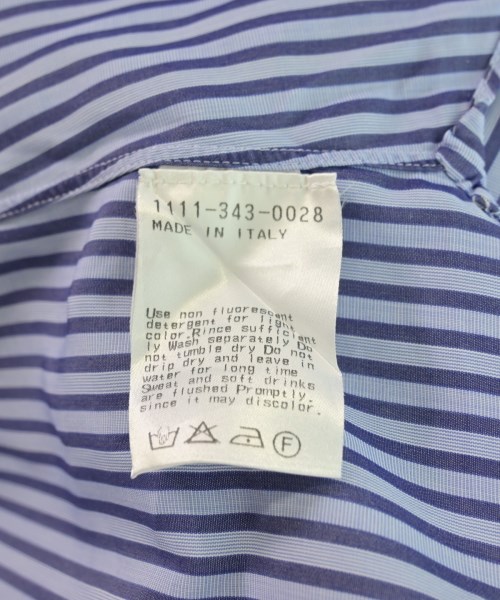 1111-343-0028
MADE IN ITALY
Use non fluorescent
detergent for light
color.Rince sufficient
ly Wash separately Do
not tumble dry Do not
drip dry and leave in
water for long time
Sweat and soft drinks
are flushed Promptly.
since it may discolor.
F